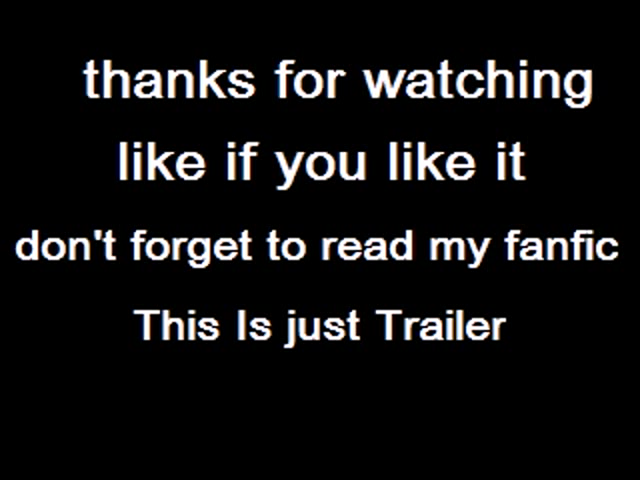 thanks for watching
like if you like it
don't forget to read my fanfic
This Is just Trailer